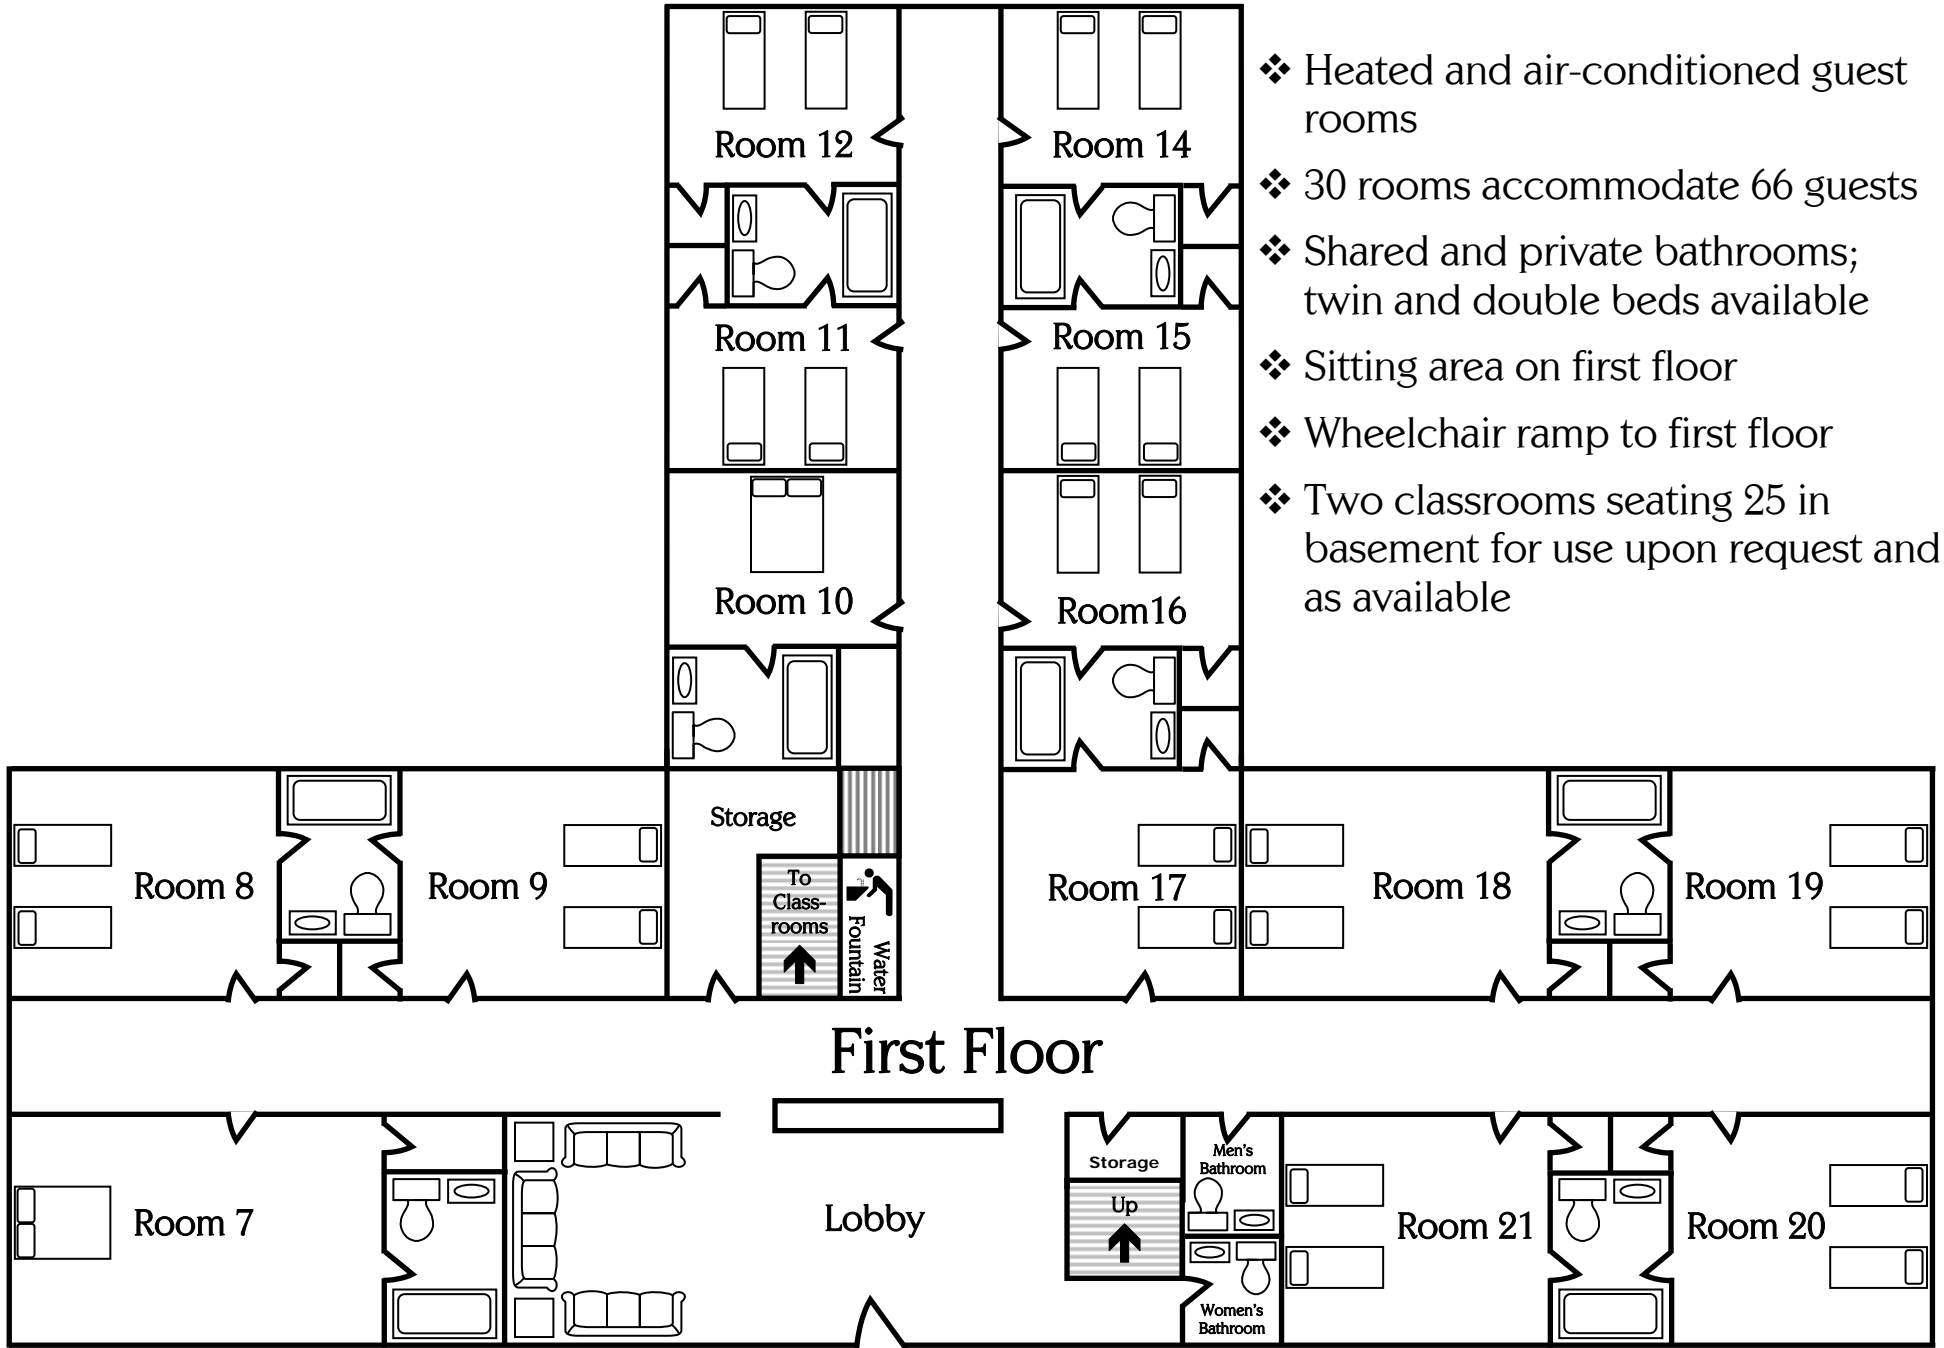 ❖ Heated and air-conditioned guest
rooms
❖ 30 rooms accommodate 66 guests
❖ Shared and private bathrooms;
twin and double beds available
❖ Sitting area on first floor
❖ Wheelchair ramp to first floor
❖ Two classrooms seating 25 in
basement for use upon request and
as available
Room 12
Room 14
Room 11
Room 15
Room 10
Room16
Storage
Room 8
Room 9
To
Class-
rooms
Water
Fountain
Room 17
Room 18
Room 19
First Floor
Room 7
Lobby
Storage
Up
Men's
Bathroom
Women's
Bathroom
Room 21
Room 20